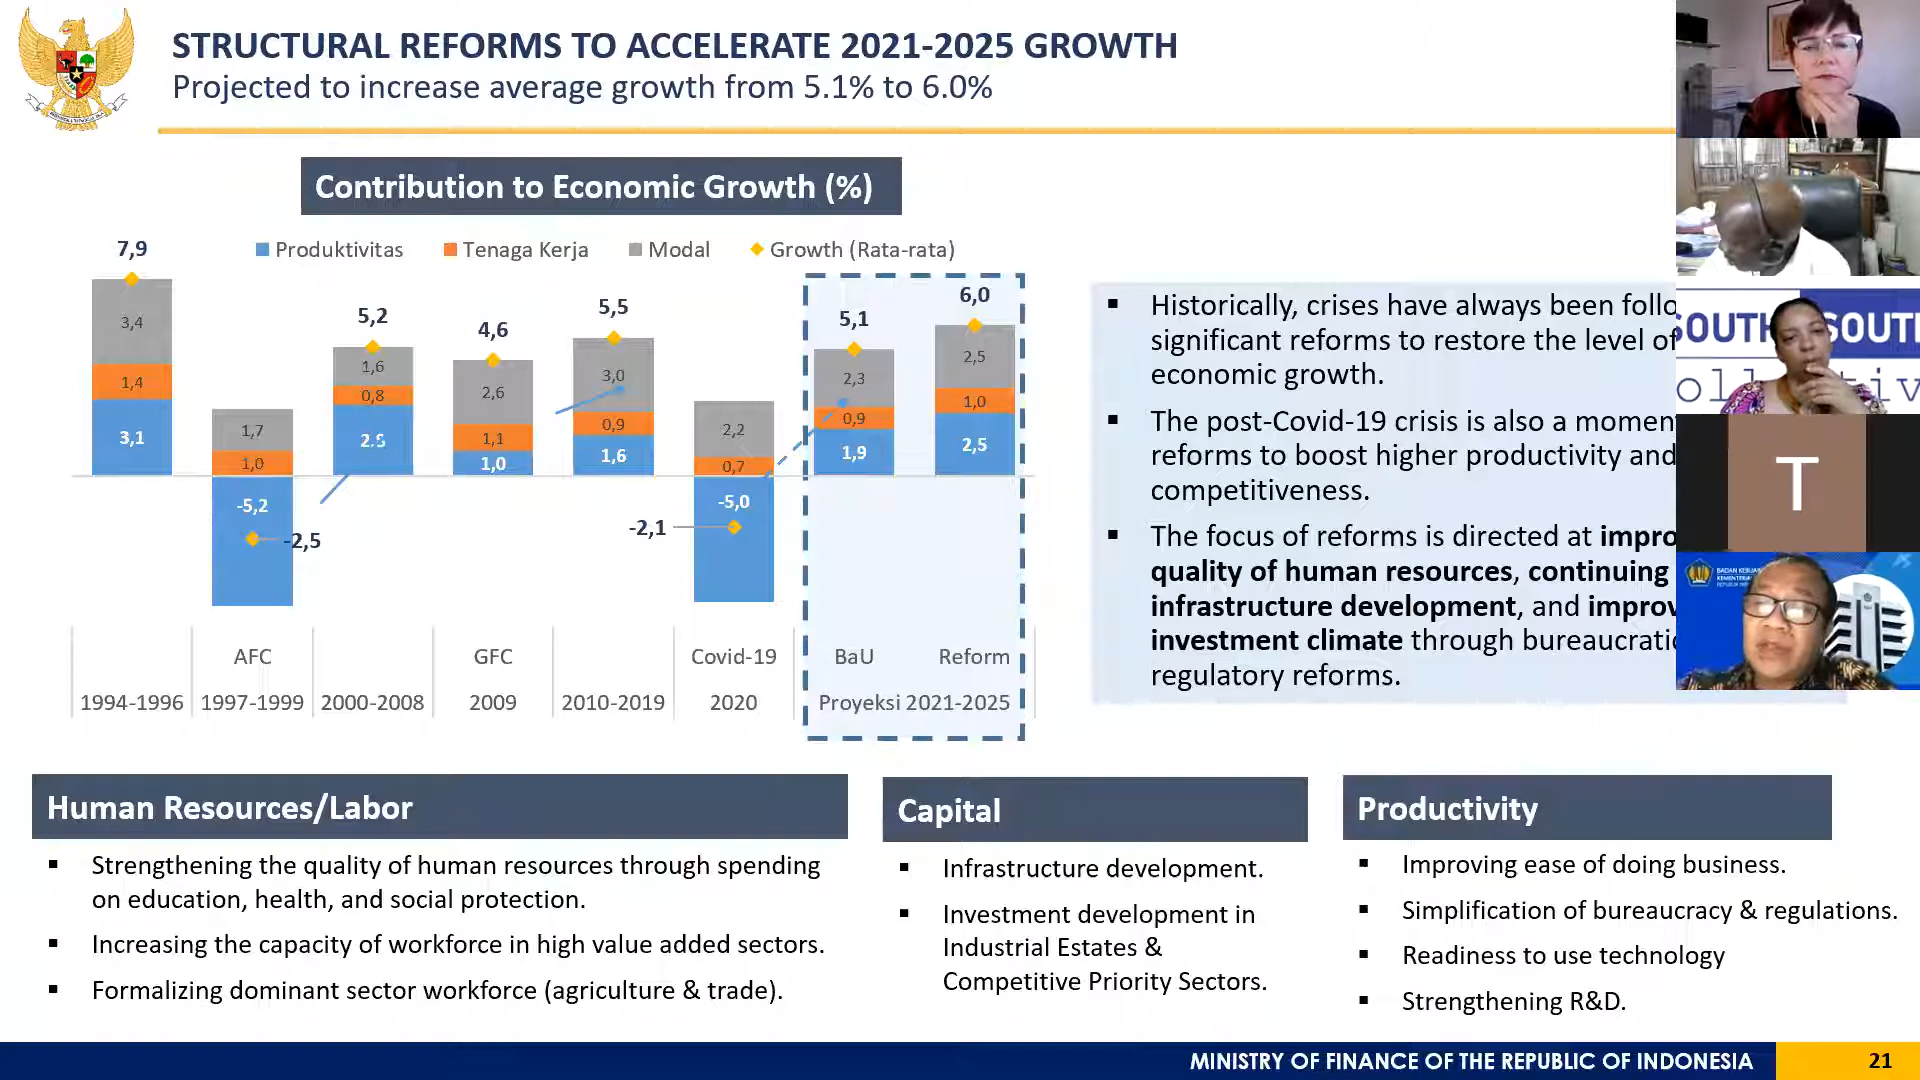 STRUCTURAL REFORMS TO ACCELERATE 2021-2025 GROWTH
Projected to increase average growth from 5.1% to 6.0%
Contribution to Economic Growth (%)
Produktivitas Tenaga Kerja Modal Growth (Rata-rata)
7,9
3,4
1,4
3,1
1,7
1,0
-5,2
-2,5
5,2
1,6
0,8
4,6
2,6
1,1
1,0
5,5
3,0
0,9
1,6
2,2
0,7
-5,0
-2,1
5,1
2,3
0,9
1,9
6,0
2,5
1,0
2,5
AFC GFC Covid-19 BaU Reform
1994-1996 1997-1999 2000-2008 2009 2010-2019 2020 Proyeksi 2021-2025
Historically, crises have always been follo
significant reforms to restore the level of
economic growth.
The post-Covid-19 crisis is also a momen
reforms to boost higher productivity and
competitiveness.
The focus of reforms is directed at impro
quality of human resources, continuing
infrastructure development, and improv
investment climate through bureaucratic
regulatory reforms.
SOUTH SOUT
T
Human Resources/Labor
Strengthening the quality of human resources through spending
on education, health, and social protection.
Increasing the capacity of workforce in high value added sectors.
Formalizing dominant sector workforce (agriculture & trade).
Capital
Infrastructure development.
Investment development in
Industrial Estates &
Competitive Priority Sectors.
Productivity
Improving ease of doing business.
Simplification of bureaucracy & regulations.
Readiness to use technology
Strengthening R&D.
MINISTRY OF FINANCE OF THE REPUBLIC OF INDONESIA
21